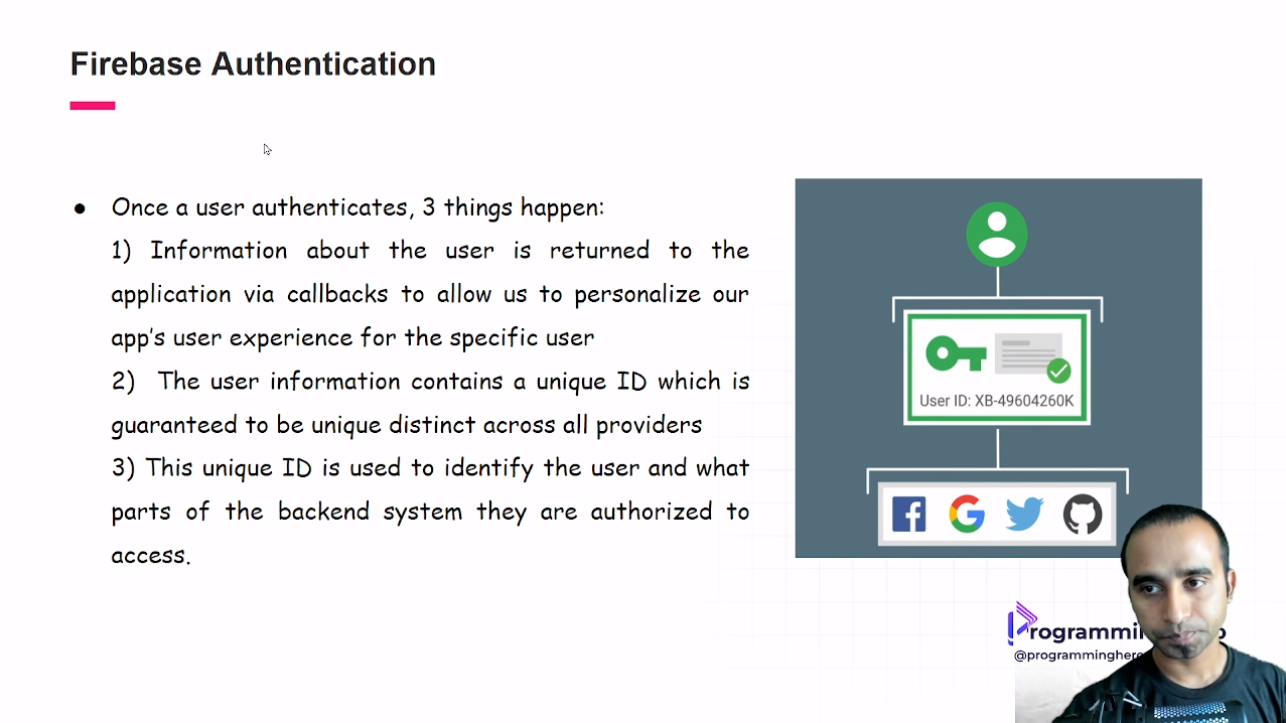 Firebase Authentication
● Once a user authenticates, 3 things happen:
1) Information about the user is returned to the
application via callbacks to allow us to personalize our
app's user experience for the specific user
2) The user information contains a unique ID which is
guaranteed to be unique distinct across all providers
3) This unique ID is used to identify the user and what
parts of the backend system they are authorized to
access.
User ID: XB-49604260K